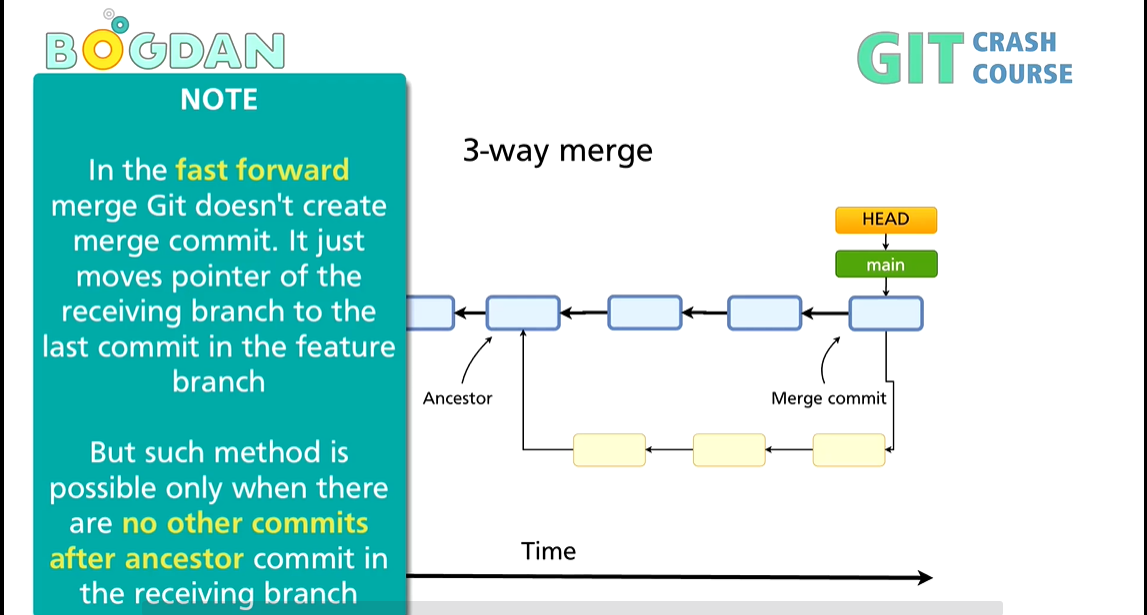 BOGDAN
GIT CRASH
COURSE
NOTE
In the fast forward
merge Git doesn't create
merge commit. It just
moves pointer of the
receiving branch to the
last commit in the feature
branch
But such method is
possible only when there
are no other commits
after ancestor commit in
the receiving branch
3-way merge
HEAD
main
Ancestor
Merge commit
Time